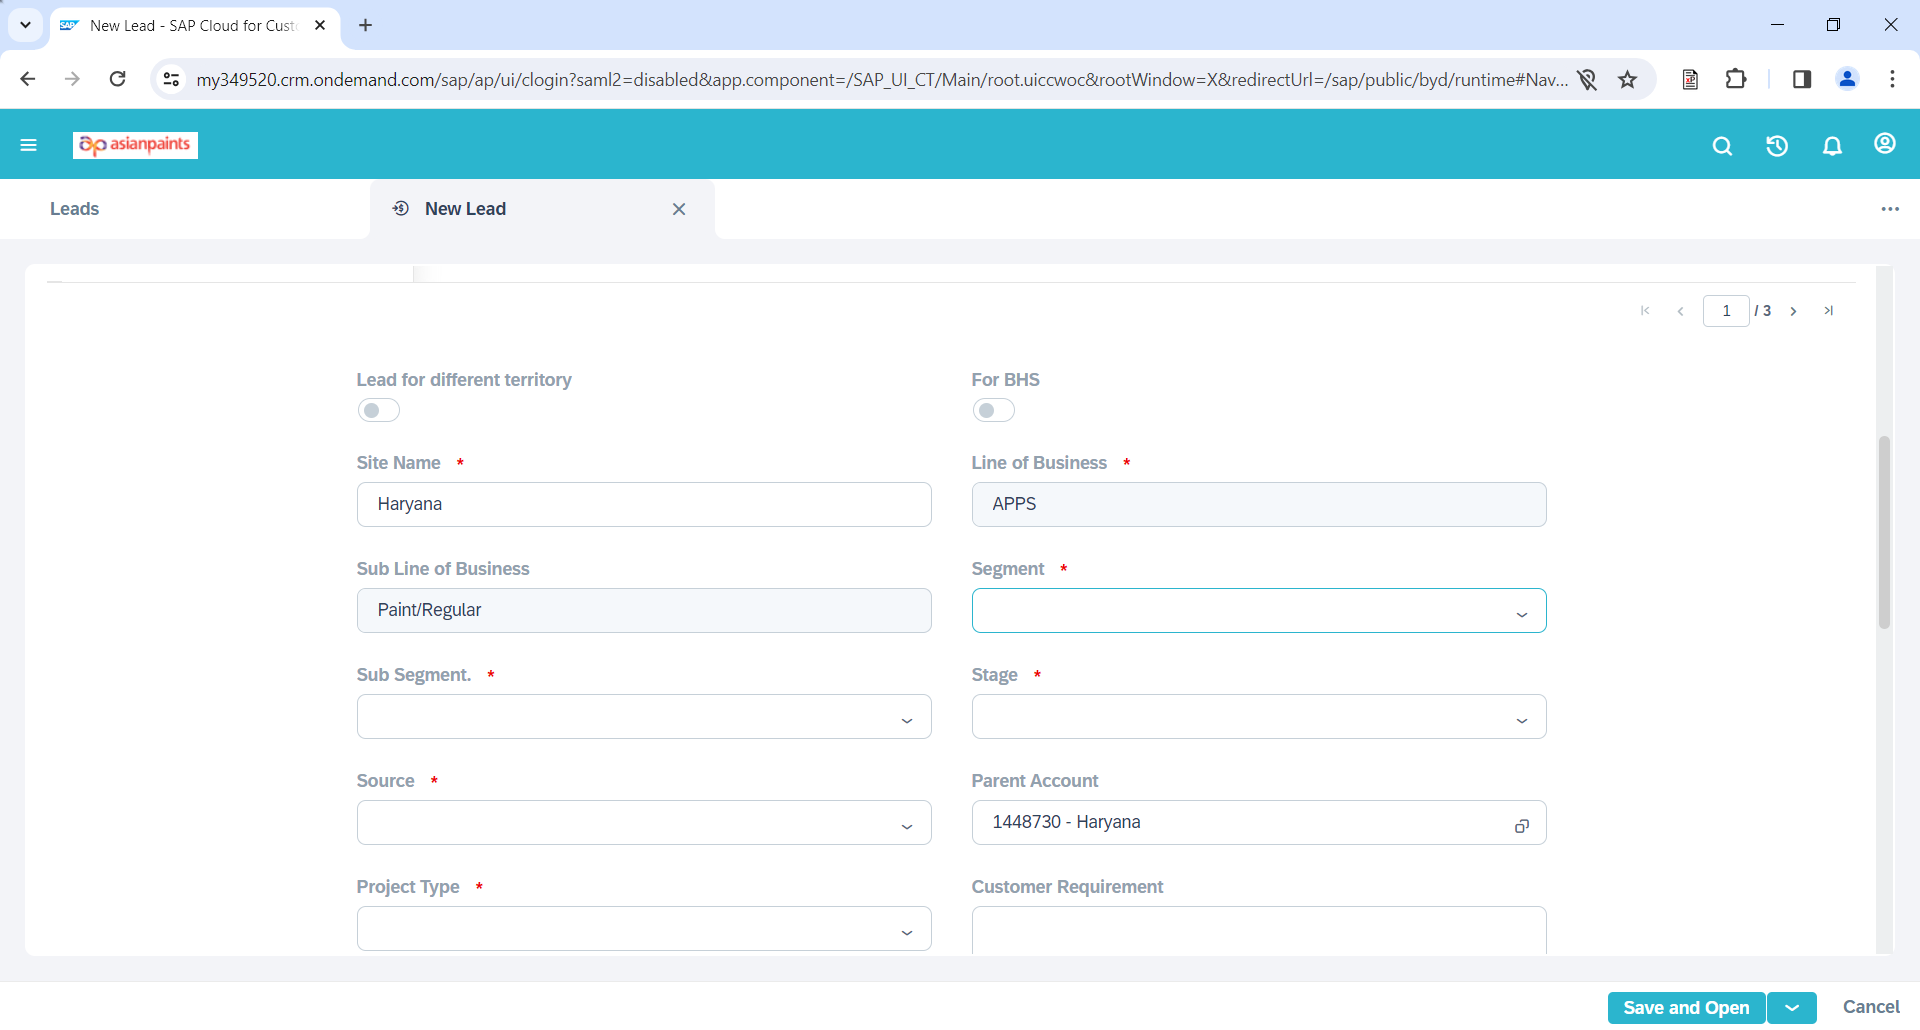 New Lead - SAP Cloud for Cust
my349520.crm.ondemand.com/sap/ap/ui/clogin?saml2=disabled&app.component=/SAP_UI_CT/Main/root.uiccwoc&rootWindow=X&redirectUrl=/sap/public/byd/runtime#Nav...
asianpaints
Leads
New Lead
1 / 3
Lead for different territory
For BHS
Site Name *
Line of Business *
Haryana
APPS
Sub Line of Business
Segment *
Paint/Regular
Sub Segment. *
Stage *
Source *
Parent Account
1448730 - Haryana
Project Type *
Customer Requirement
Save and Open
Cancel